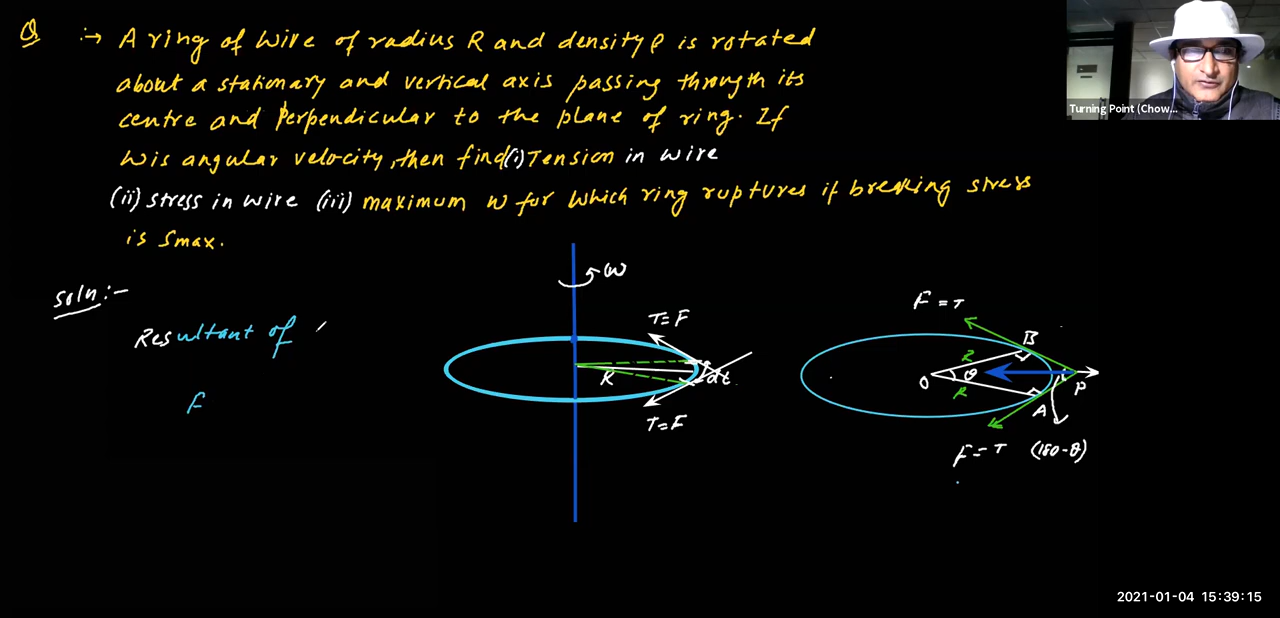 Q :→ A ring of wire of radius R and density ρ is rotated
about a stationary and vertical axis passing through its
centre and Perpendicular to the plane of ring. If
W is angular velocity, then find (i) Tension in wire
(ii) stress in wire (iii) maximum w for which ring ruptures if breaking stress
is Smax.
Soln:-
Resultant of
F
ω
T=F
R
dl
T=F
F=T
B
R
O
θ
R
P
A
F=T (180-θ)
Turning Point (Chow...
2021-01-04 15:39:15